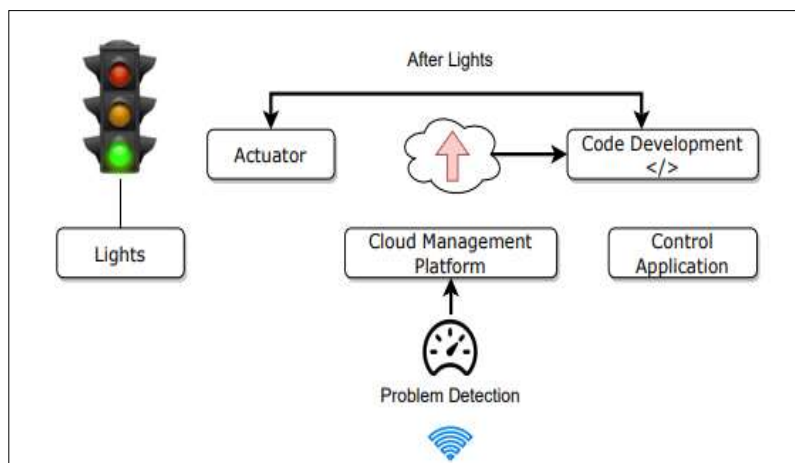 After Lights
Actuator
Code Development
</>
Lights
Cloud Management
Platform
Control
Application
Problem Detection